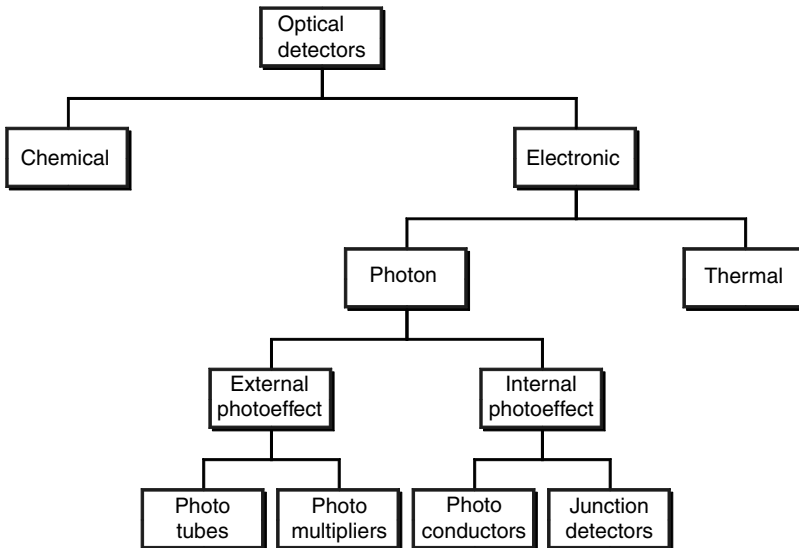 Optical
detectors
Chemical
Electronic
Photon
Thermal
External
photoeffect
Internal
photoeffect
Photo
tubes
Photo
multipliers
Photo
conductors
Junction
detectors